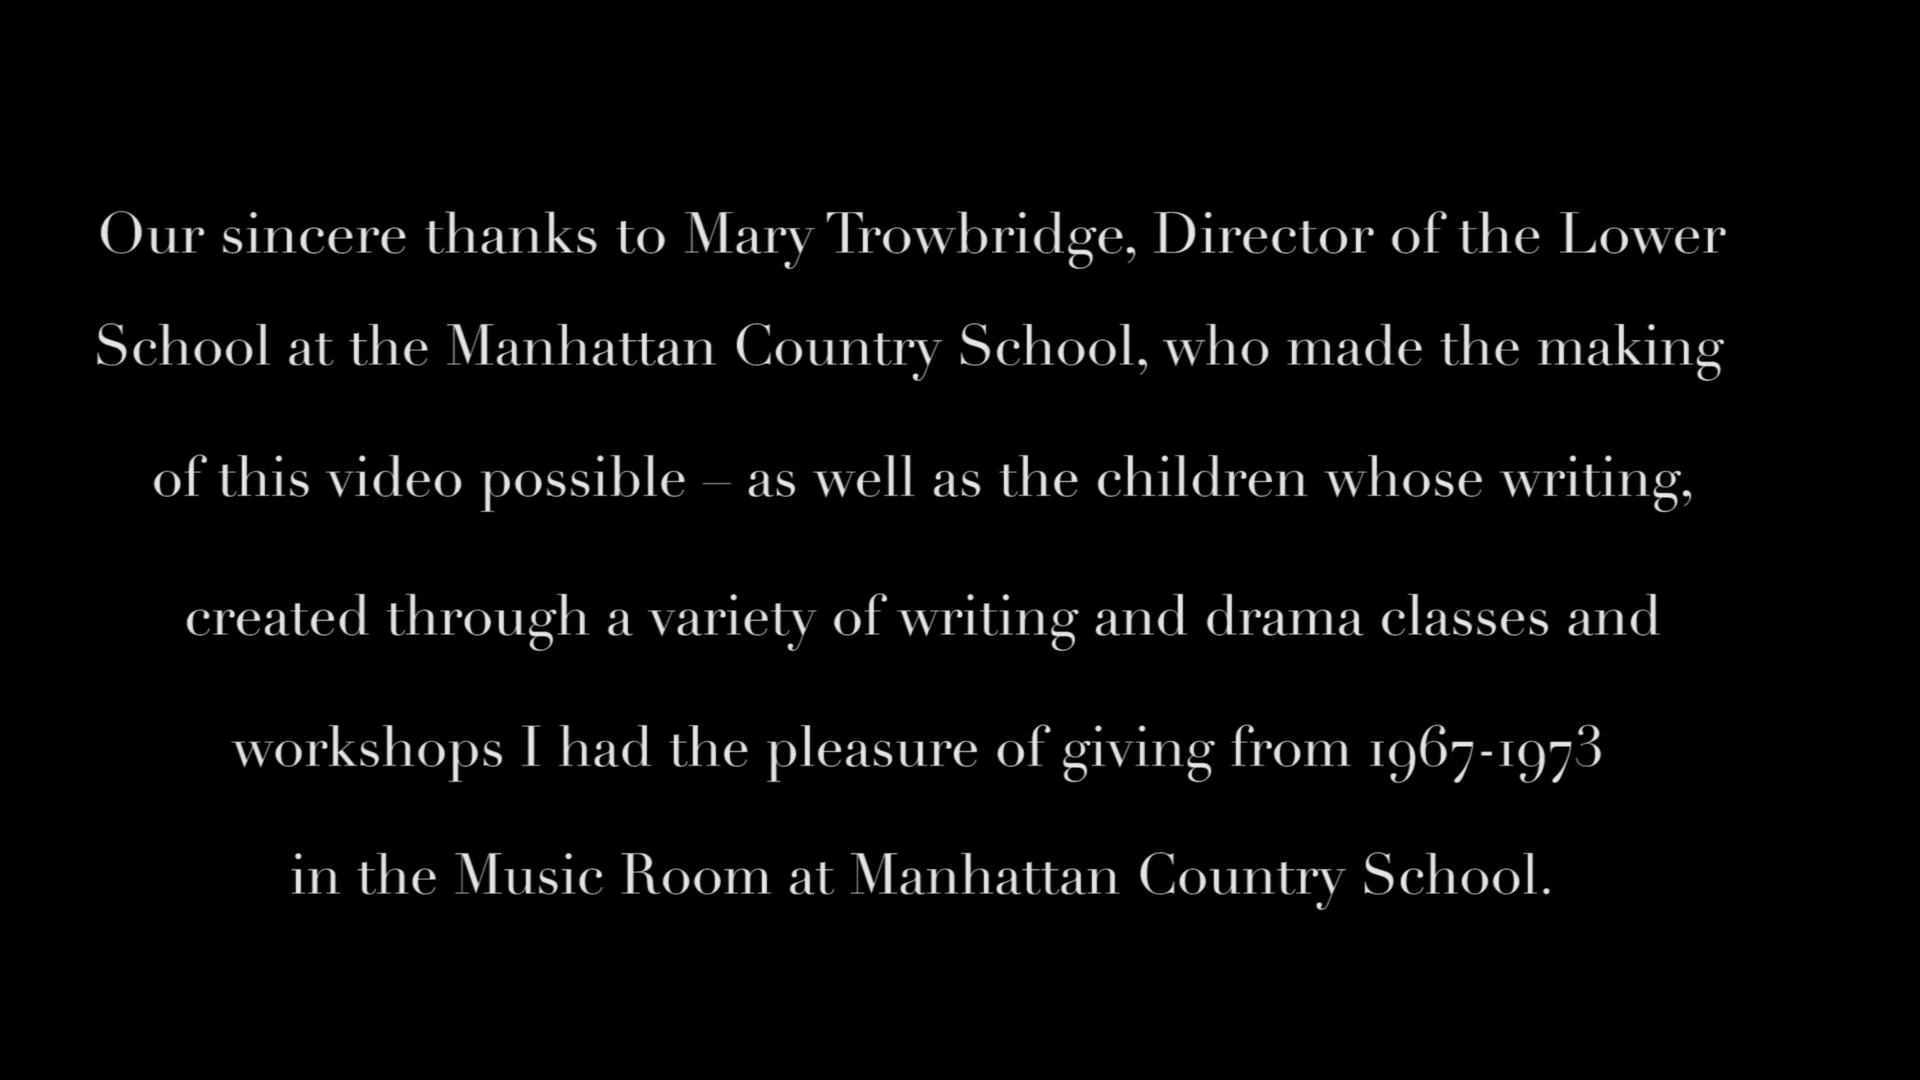 Our sincere thanks to Mary Trowbridge, Director of the Lower
School at the Manhattan Country School, who made the making
of this video possible – as well as the children whose writing,
created through a variety of writing and drama classes and
workshops I had the pleasure of giving from 1967-1973
in the Music Room at Manhattan Country School.